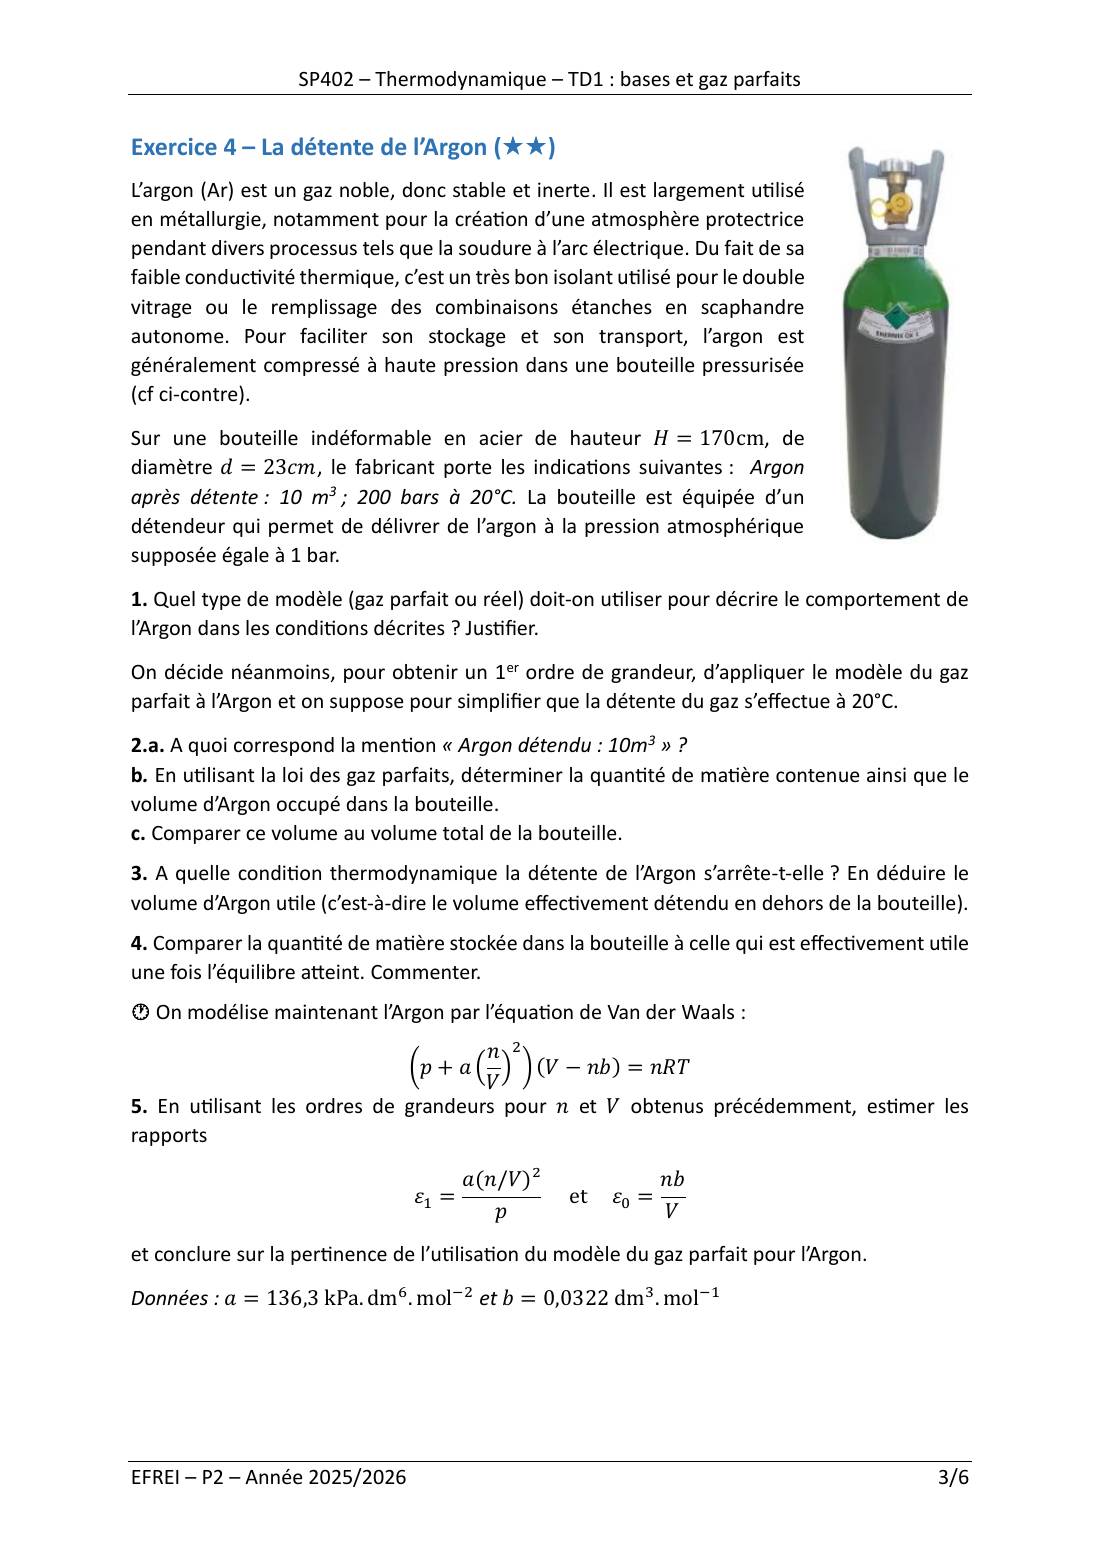 SP402 – Thermodynamique – TD1 : bases et gaz parfaits
Exercice 4 – La détente de l’Argon (★★)
L’argon (Ar) est un gaz noble, donc stable et inerte. Il est largement utilisé
en métallurgie, notamment pour la création d’une atmosphère protectrice
pendant divers processus tels que la soudure à l’arc électrique. Du fait de sa
faible conductivité thermique, c’est un très bon isolant utilisé pour le double
vitrage ou le remplissage des combinaisons étanches en scaphandre
autonome. Pour faciliter son stockage et son transport, l’argon est
généralement compressé à haute pression dans une bouteille pressurisée
(cf ci-contre).
Sur une bouteille indéformable en acier de hauteur H = 170cm, de
diamètre d = 23cm, le fabricant porte les indications suivantes : Argon
après détente : 10 m³ ; 200 bars à 20°C. La bouteille est équipée d’un
détendeur qui permet de délivrer de l’argon à la pression atmosphérique
supposée égale à 1 bar.
1. Quel type de modèle (gaz parfait ou réel) doit-on utiliser pour décrire le comportement de
l’Argon dans les conditions décrites ? Justifier.
On décide néanmoins, pour obtenir un 1er ordre de grandeur, d’appliquer le modèle du gaz
parfait à l’Argon et on suppose pour simplifier que la détente du gaz s’effectue à 20°C.
2.a. A quoi correspond la mention « Argon détendu : 10m³ » ?
b. En utilisant la loi des gaz parfaits, déterminer la quantité de matière contenue ainsi que le
volume d’Argon occupé dans la bouteille.
c. Comparer ce volume au volume total de la bouteille.
3. A quelle condition thermodynamique la détente de l’Argon s’arrête-t-elle ? En déduire le
volume d’Argon utile (c’est-à-dire le volume effectivement détendu en dehors de la bouteille).
4. Comparer la quantité de matière stockée dans la bouteille à celle qui est effectivement utile
une fois l’équilibre atteint. Commenter.
🕐 On modélise maintenant l’Argon par l’équation de Van der Waals :
(p + a (n/V)²) (V − nb) = nRT
5. En utilisant les ordres de grandeurs pour n et V obtenus précédemment, estimer les
rapports
ε₁ = a(n/V)²/p et ε₀ = nb/V
et conclure sur la pertinence de l’utilisation du modèle du gaz parfait pour l’Argon.
Données : a = 136,3 kPa. dm⁶. mol⁻² et b = 0,0322 dm³. mol⁻¹
EFREI – P2 – Année 2025/2026 3/6